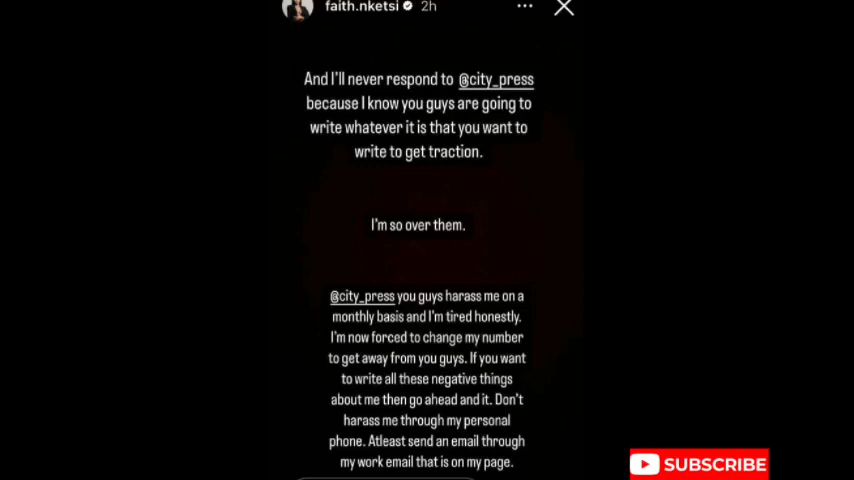 faith.nketsi 2h
And I'll never respond to @city_press
because I know you guys are going to
write whatever it is that you want to
write to get traction.
I'm so over them.
@city_press you guys harass me on a
monthly basis and I'm tired honestly.
I'm now forced to change my number
to get away from you guys. If you want
to write all these negative things
about me then go ahead and it. Don't
harass me through my personal
phone. Atleast send an email through
my work email that is on my page.
SUBSCRIBE